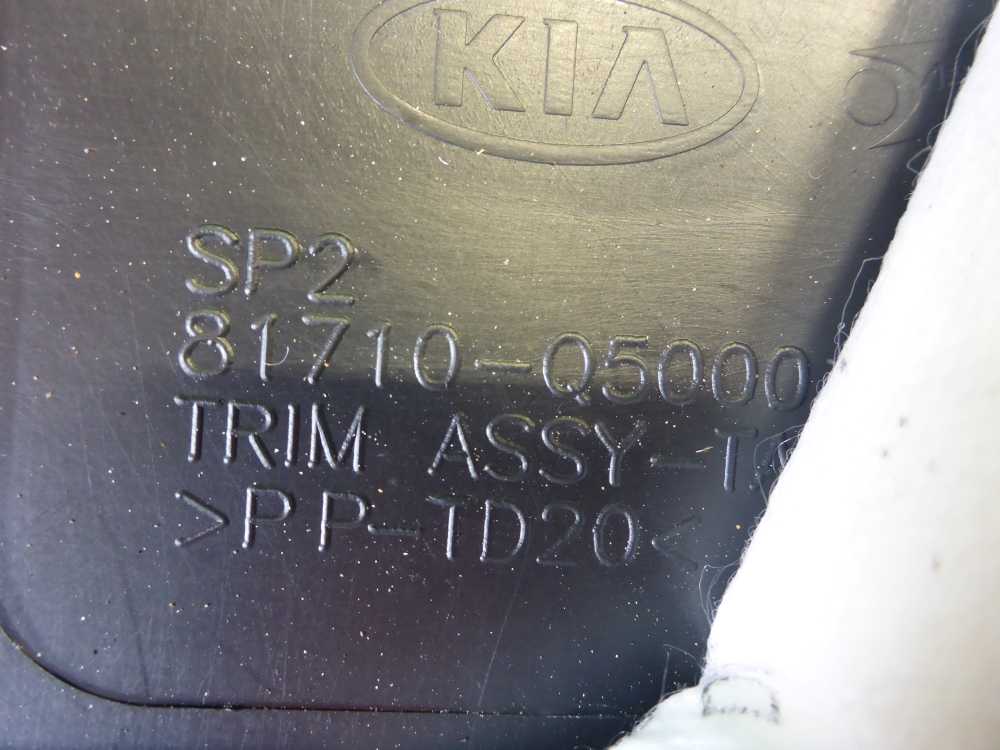 KIA
SP2
81710-Q5000
TRIM ASSY-T
>PP-TD20<